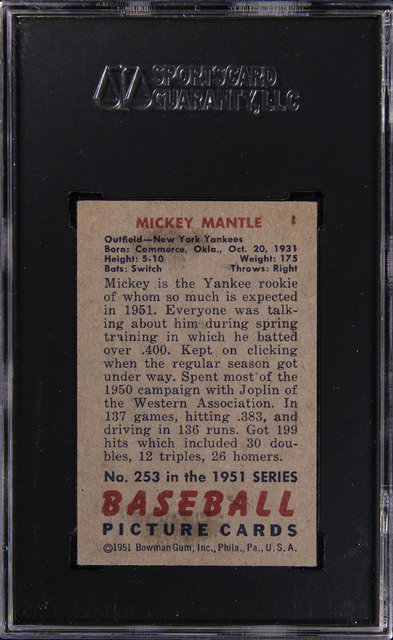 SPORTSCARD
GUARANTY, LLC
MICKEY MANTLE
Outfield—New York Yankees
Born: Commerce, Okla., Oct. 20, 1931
Height: 5-10 Weight: 175
Bats: Switch Throws: Right
Mickey is the Yankee rookie
of whom so much is expected
in 1951. Everyone was talk-
ing about him during spring
training in which he batted
over .400. Kept on clicking
when the regular season got
under way. Spent most of the
1950 campaign with Joplin of
the Western Association. In
137 games, hitting .383, and
driving in 136 runs. Got 199
hits which included 30 dou-
bles, 12 triples, 26 homers.
No. 253 in the 1951 SERIES
BASEBALL
PICTURE CARDS
©1951 Bowman Gum, Inc., Phila., Pa., U.S.A.